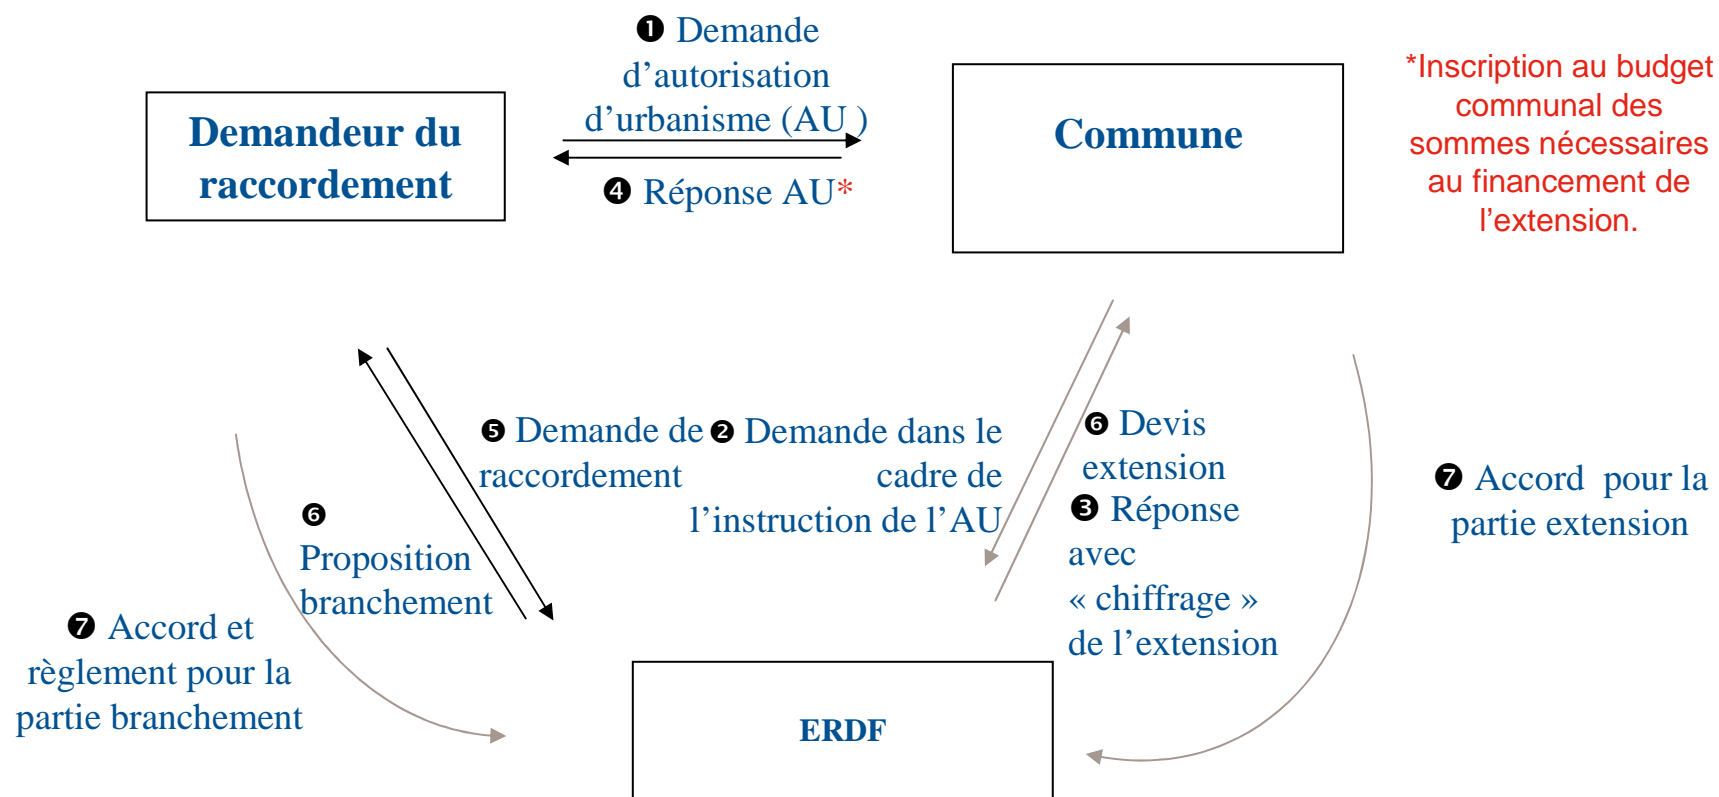 ❶ Demande
d’autorisation
d’urbanisme (AU )
Demandeur du
raccordement
❹ Réponse AU*
Commune
*Inscription au budget
communal des
sommes nécessaires
au financement de
l’extension.
❺ Demande de
raccordement
❷ Demande dans le
cadre de
l’instruction de l’AU
❻ Devis
extension
❸ Réponse
avec
« chiffrage »
de l’extension
❼ Accord  pour la
partie extension
❻
Proposition
branchement
❼ Accord et
règlement pour la
partie branchement
ERDF